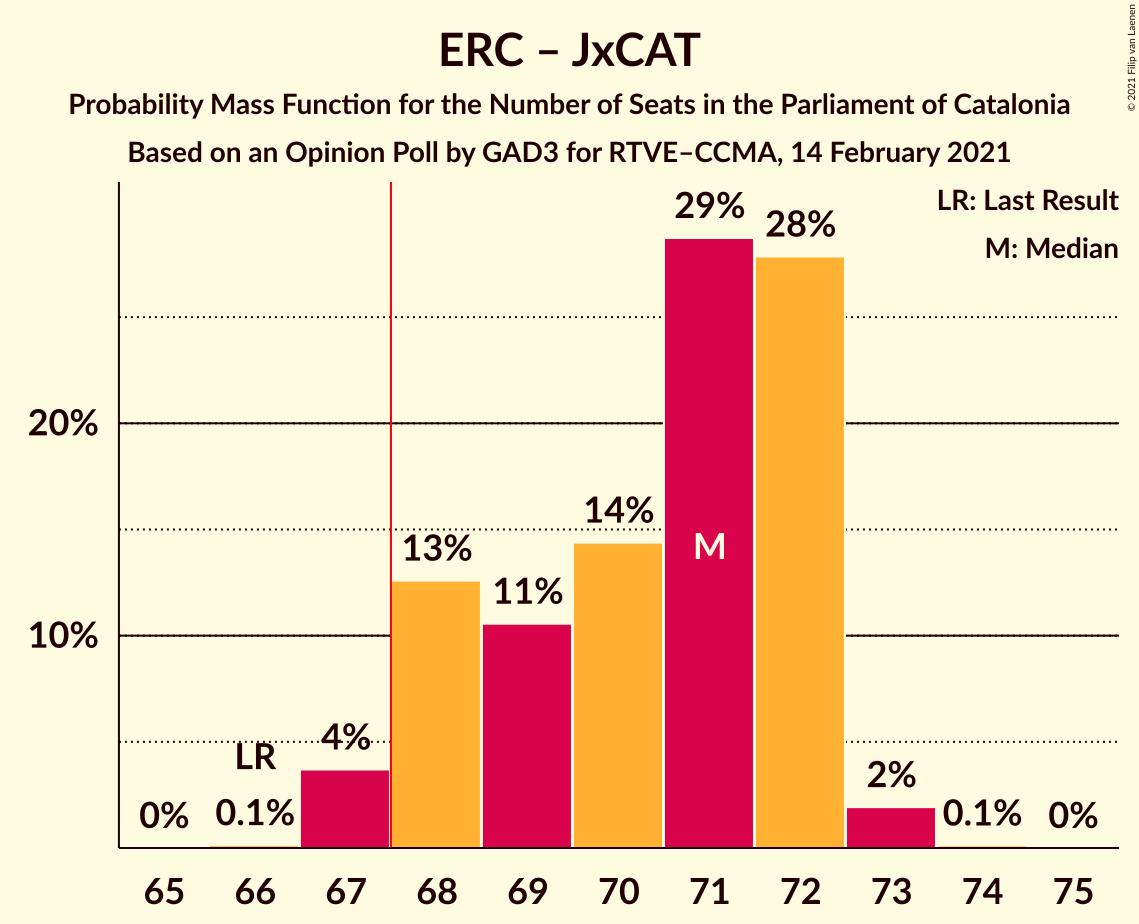 ERC – JxCAT
Probability Mass Function for the Number of Seats in the Parliament of Catalonia
Based on an Opinion Poll by GAD3 for RTVE–CCMA, 14 February 2021
© 2021 Filip van Laenen
LR: Last Result
M: Median
20%
10%
0%
LR
0.1%
4%
13%
11%
14%
29%
M
28%
2%
0.1%
0%
65 66 67 68 69 70 71 72 73 74 75